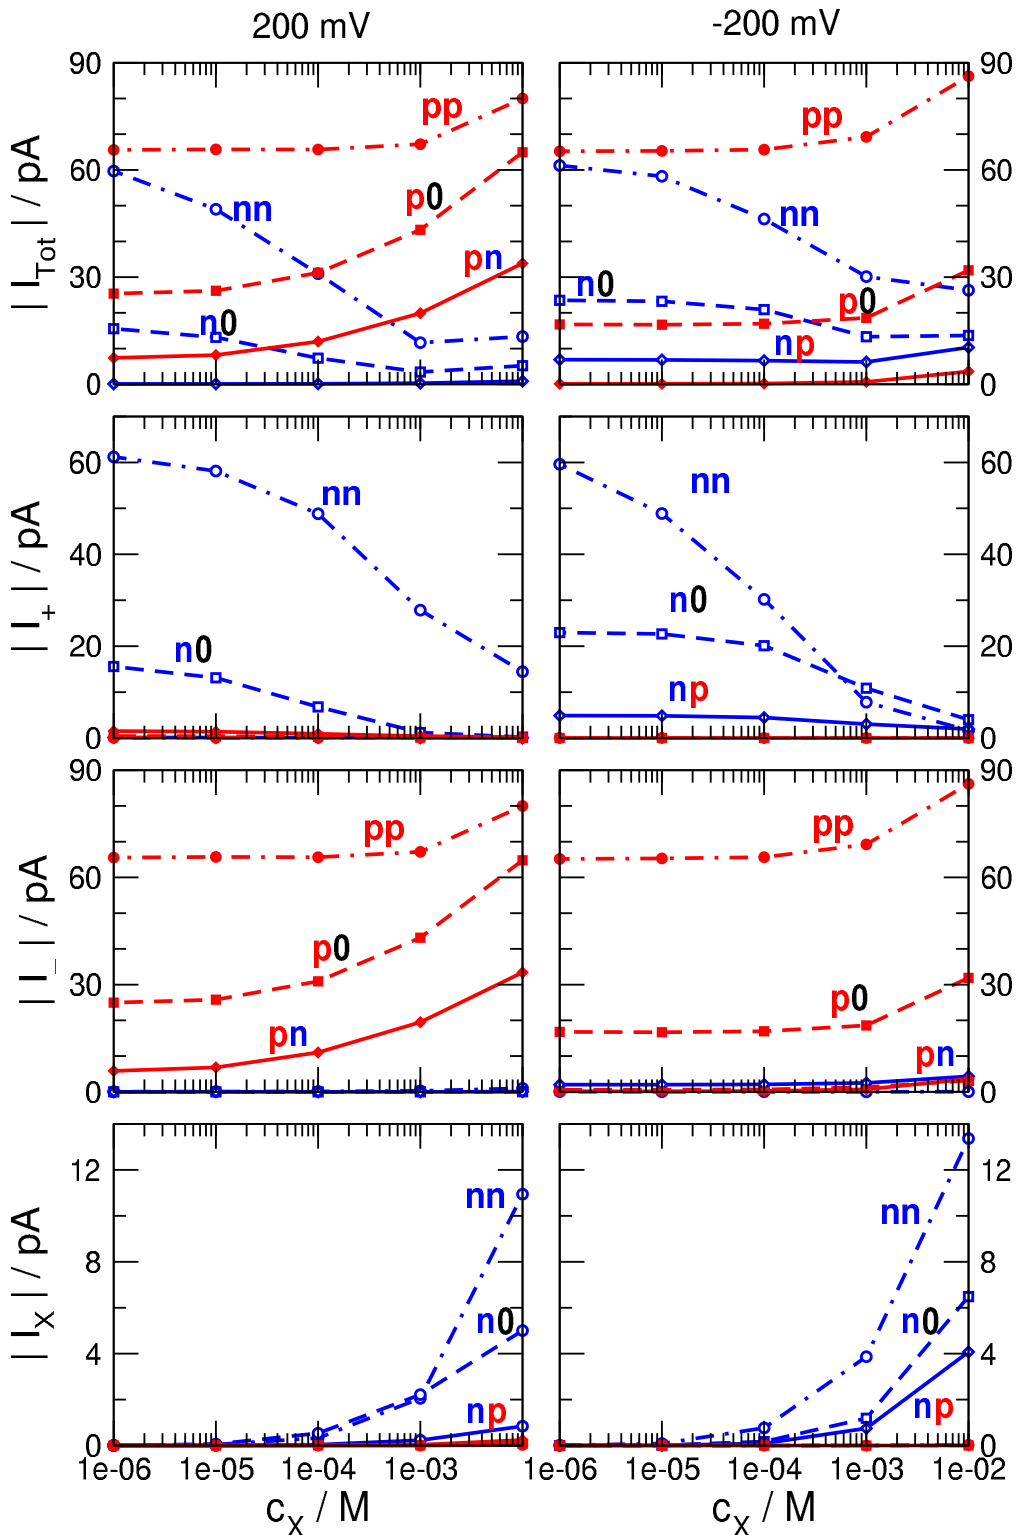 200 mV
-200 mV
| I_Tot | / pA
90
60
30
0
pp
nn
p0
pn
n0
pp
nn
n0
p0
np
90
60
30
0
| I_+ | / pA
60
40
20
0
nn
n0
nn
n0
np
60
40
20
0
| I_− | / pA
90
60
30
0
pp
p0
pn
pp
p0
pn
90
60
30
0
| I_X | / pA
12
8
4
0
nn
n0
np
nn
n0
np
12
8
4
0
1e-06 1e-05 1e-04 1e-03
1e-06 1e-05 1e-04 1e-03 1e-02
c_X / M
c_X / M